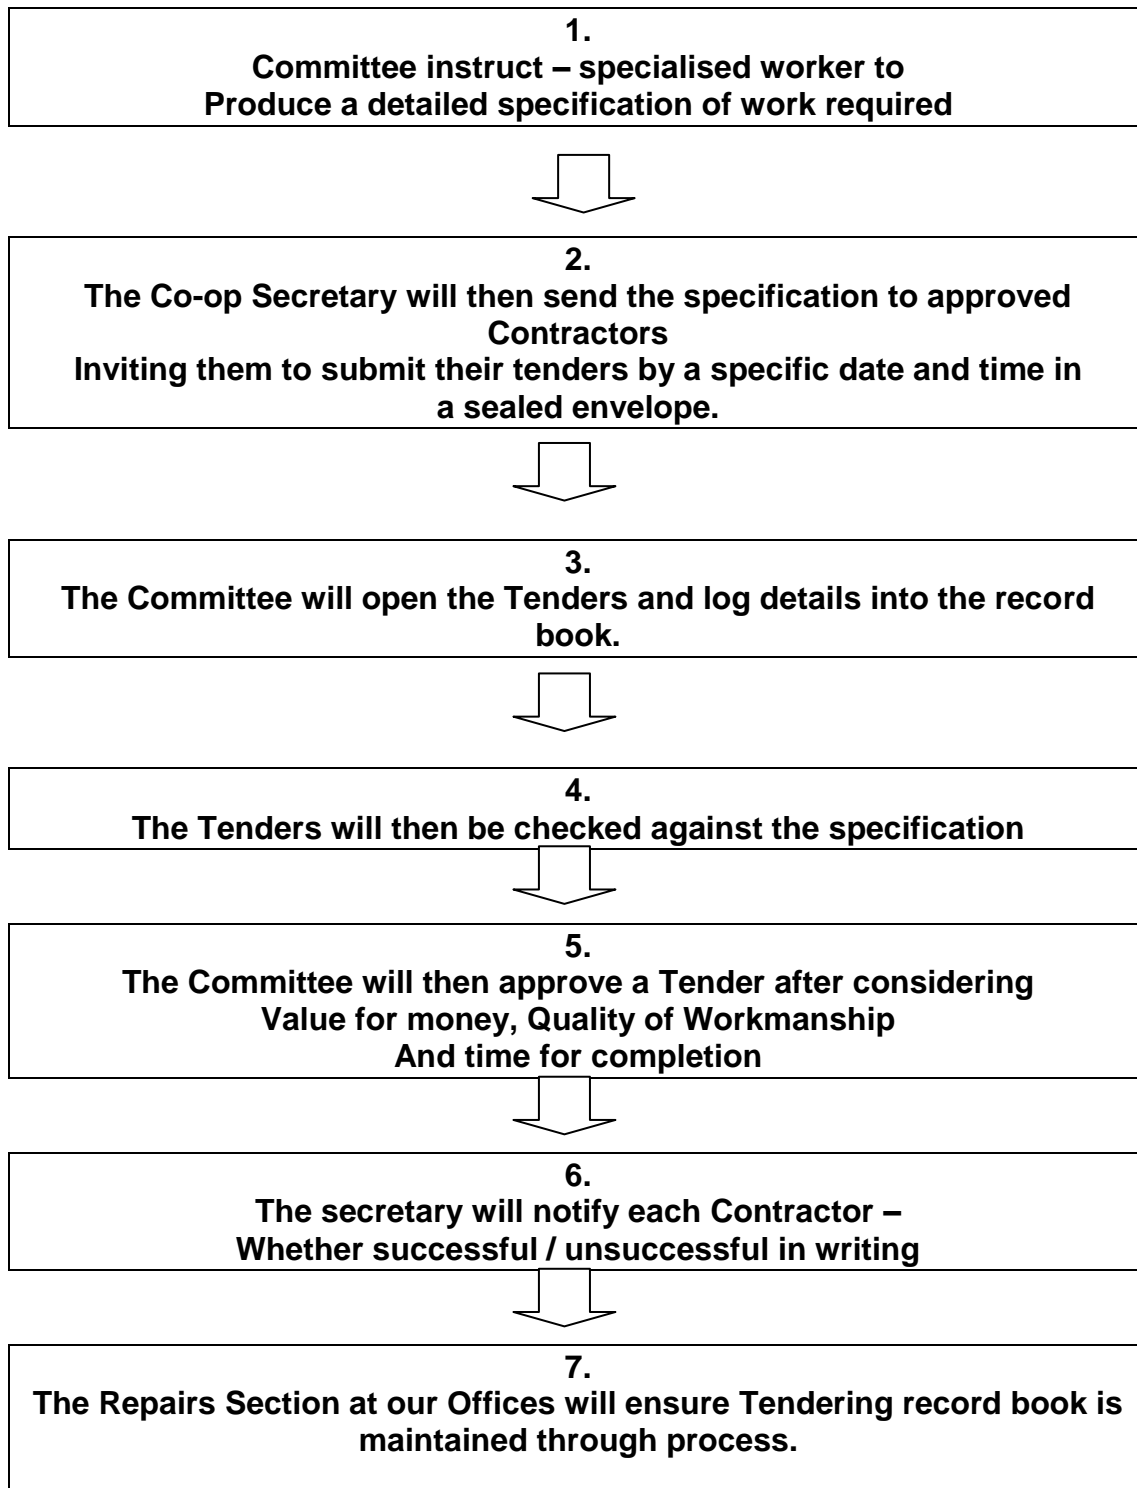 1.
Committee instruct – specialised worker to
Produce a detailed specification of work required
2.
The Co-op Secretary will then send the specification to approved
Contractors
Inviting them to submit their tenders by a specific date and time in
a sealed envelope.
3.
The Committee will open the Tenders and log details into the record
book.
4.
The Tenders will then be checked against the specification
5.
The Committee will then approve a Tender after considering
Value for money, Quality of Workmanship
And time for completion
6.
The secretary will notify each Contractor –
Whether successful / unsuccessful in writing
7.
The Repairs Section at our Offices will ensure Tendering record book is
maintained through process.